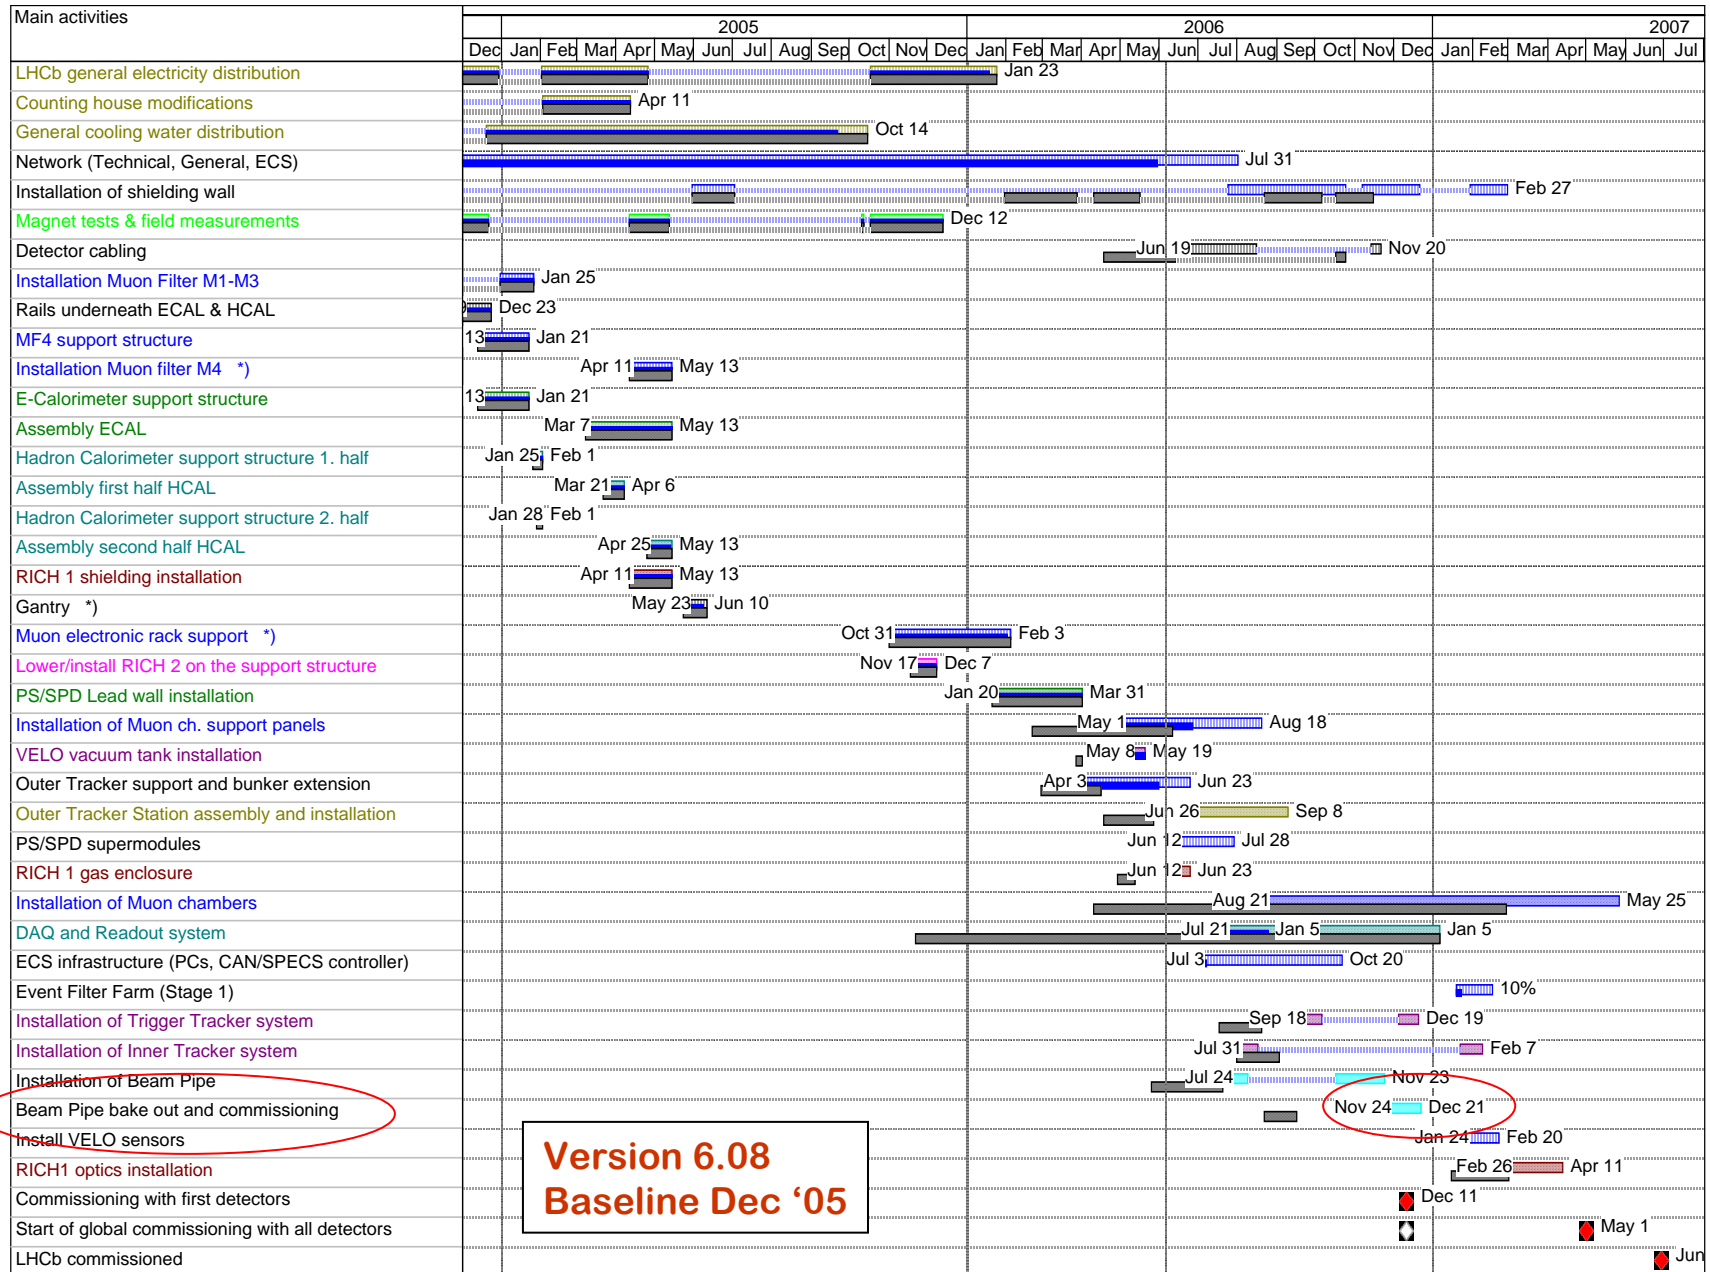 Main activities
2005 2006 2007
Dec Jan Feb Mar Apr May Jun Jul Aug Sep Oct Nov Dec Jan Feb Mar Apr May Jun Jul Aug Sep Oct Nov Dec Jan Feb Mar Apr May Jun Jul
LHCb general electricity distribution Jan 23
Counting house modifications Apr 11
General cooling water distribution Oct 14
Network (Technical, General, ECS) Jul 31
Installation of shielding wall Feb 27
Magnet tests & field measurements Dec 12
Detector cabling Jun 19 Nov 20
Installation Muon Filter M1-M3 Jan 25
Rails underneath ECAL & HCAL Dec 23
MF4 support structure 13 Jan 21
Installation Muon filter M4 *) Apr 11 May 13
E-Calorimeter support structure 13 Jan 21
Assembly ECAL Mar 7 May 13
Hadron Calorimeter support structure 1. half Jan 25 Feb 1
Assembly first half HCAL Mar 21 Apr 6
Hadron Calorimeter support structure 2. half Jan 28 Feb 1
Assembly second half HCAL Apr 25 May 13
RICH 1 shielding installation Apr 11 May 13
Gantry *) May 23 Jun 10
Muon electronic rack support *) Oct 31 Feb 3
Lower/install RICH 2 on the support structure Nov 17 Dec 7
PS/SPD Lead wall installation Jan 20 Mar 31
Installation of Muon ch. support panels May 1 Aug 18
VELO vacuum tank installation May 8 May 19
Outer Tracker support and bunker extension Apr 3 Jun 23
Outer Tracker Station assembly and installation Jun 26 Sep 8
PS/SPD supermodules Jun 12 Jul 28
RICH 1 gas enclosure Jun 12 Jun 23
Installation of Muon chambers Aug 21 May 25
DAQ and Readout system Jul 21 Jan 5 Jan 5
ECS infrastructure (PCs, CAN/SPECS controller) Jul 3 Oct 20
Event Filter Farm (Stage 1) 10%
Installation of Trigger Tracker system Sep 18 Dec 19
Installation of Inner Tracker system Jul 31 Feb 7
Installation of Beam Pipe Jul 24 Nov 23
Beam Pipe bake out and commissioning Nov 24 Dec 21
Install VELO sensors Jan 24 Feb 20
RICH1 optics installation Feb 26 Apr 11
Commissioning with first detectors Dec 11
Start of global commissioning with all detectors May 1
LHCb commissioned Jun
Version 6.08
Baseline Dec ‘05